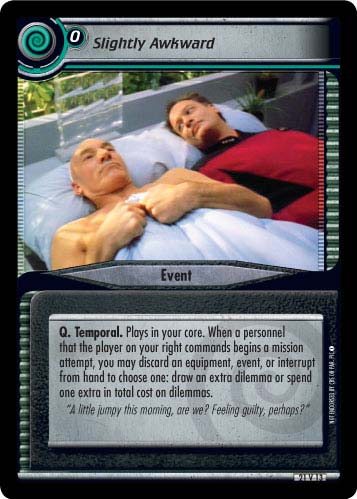 0 Slightly Awkward
Event
Q. Temporal. Plays in your core. When a personnel
that the player on your right commands begins a mission
attempt, you may discard an equipment, event, or interrupt
from hand to choose one: draw an extra dilemma or spend
one extra in total cost on dilemmas.
"A little jumpy this morning, are we? Feeling guilty, perhaps?"
21 V 13